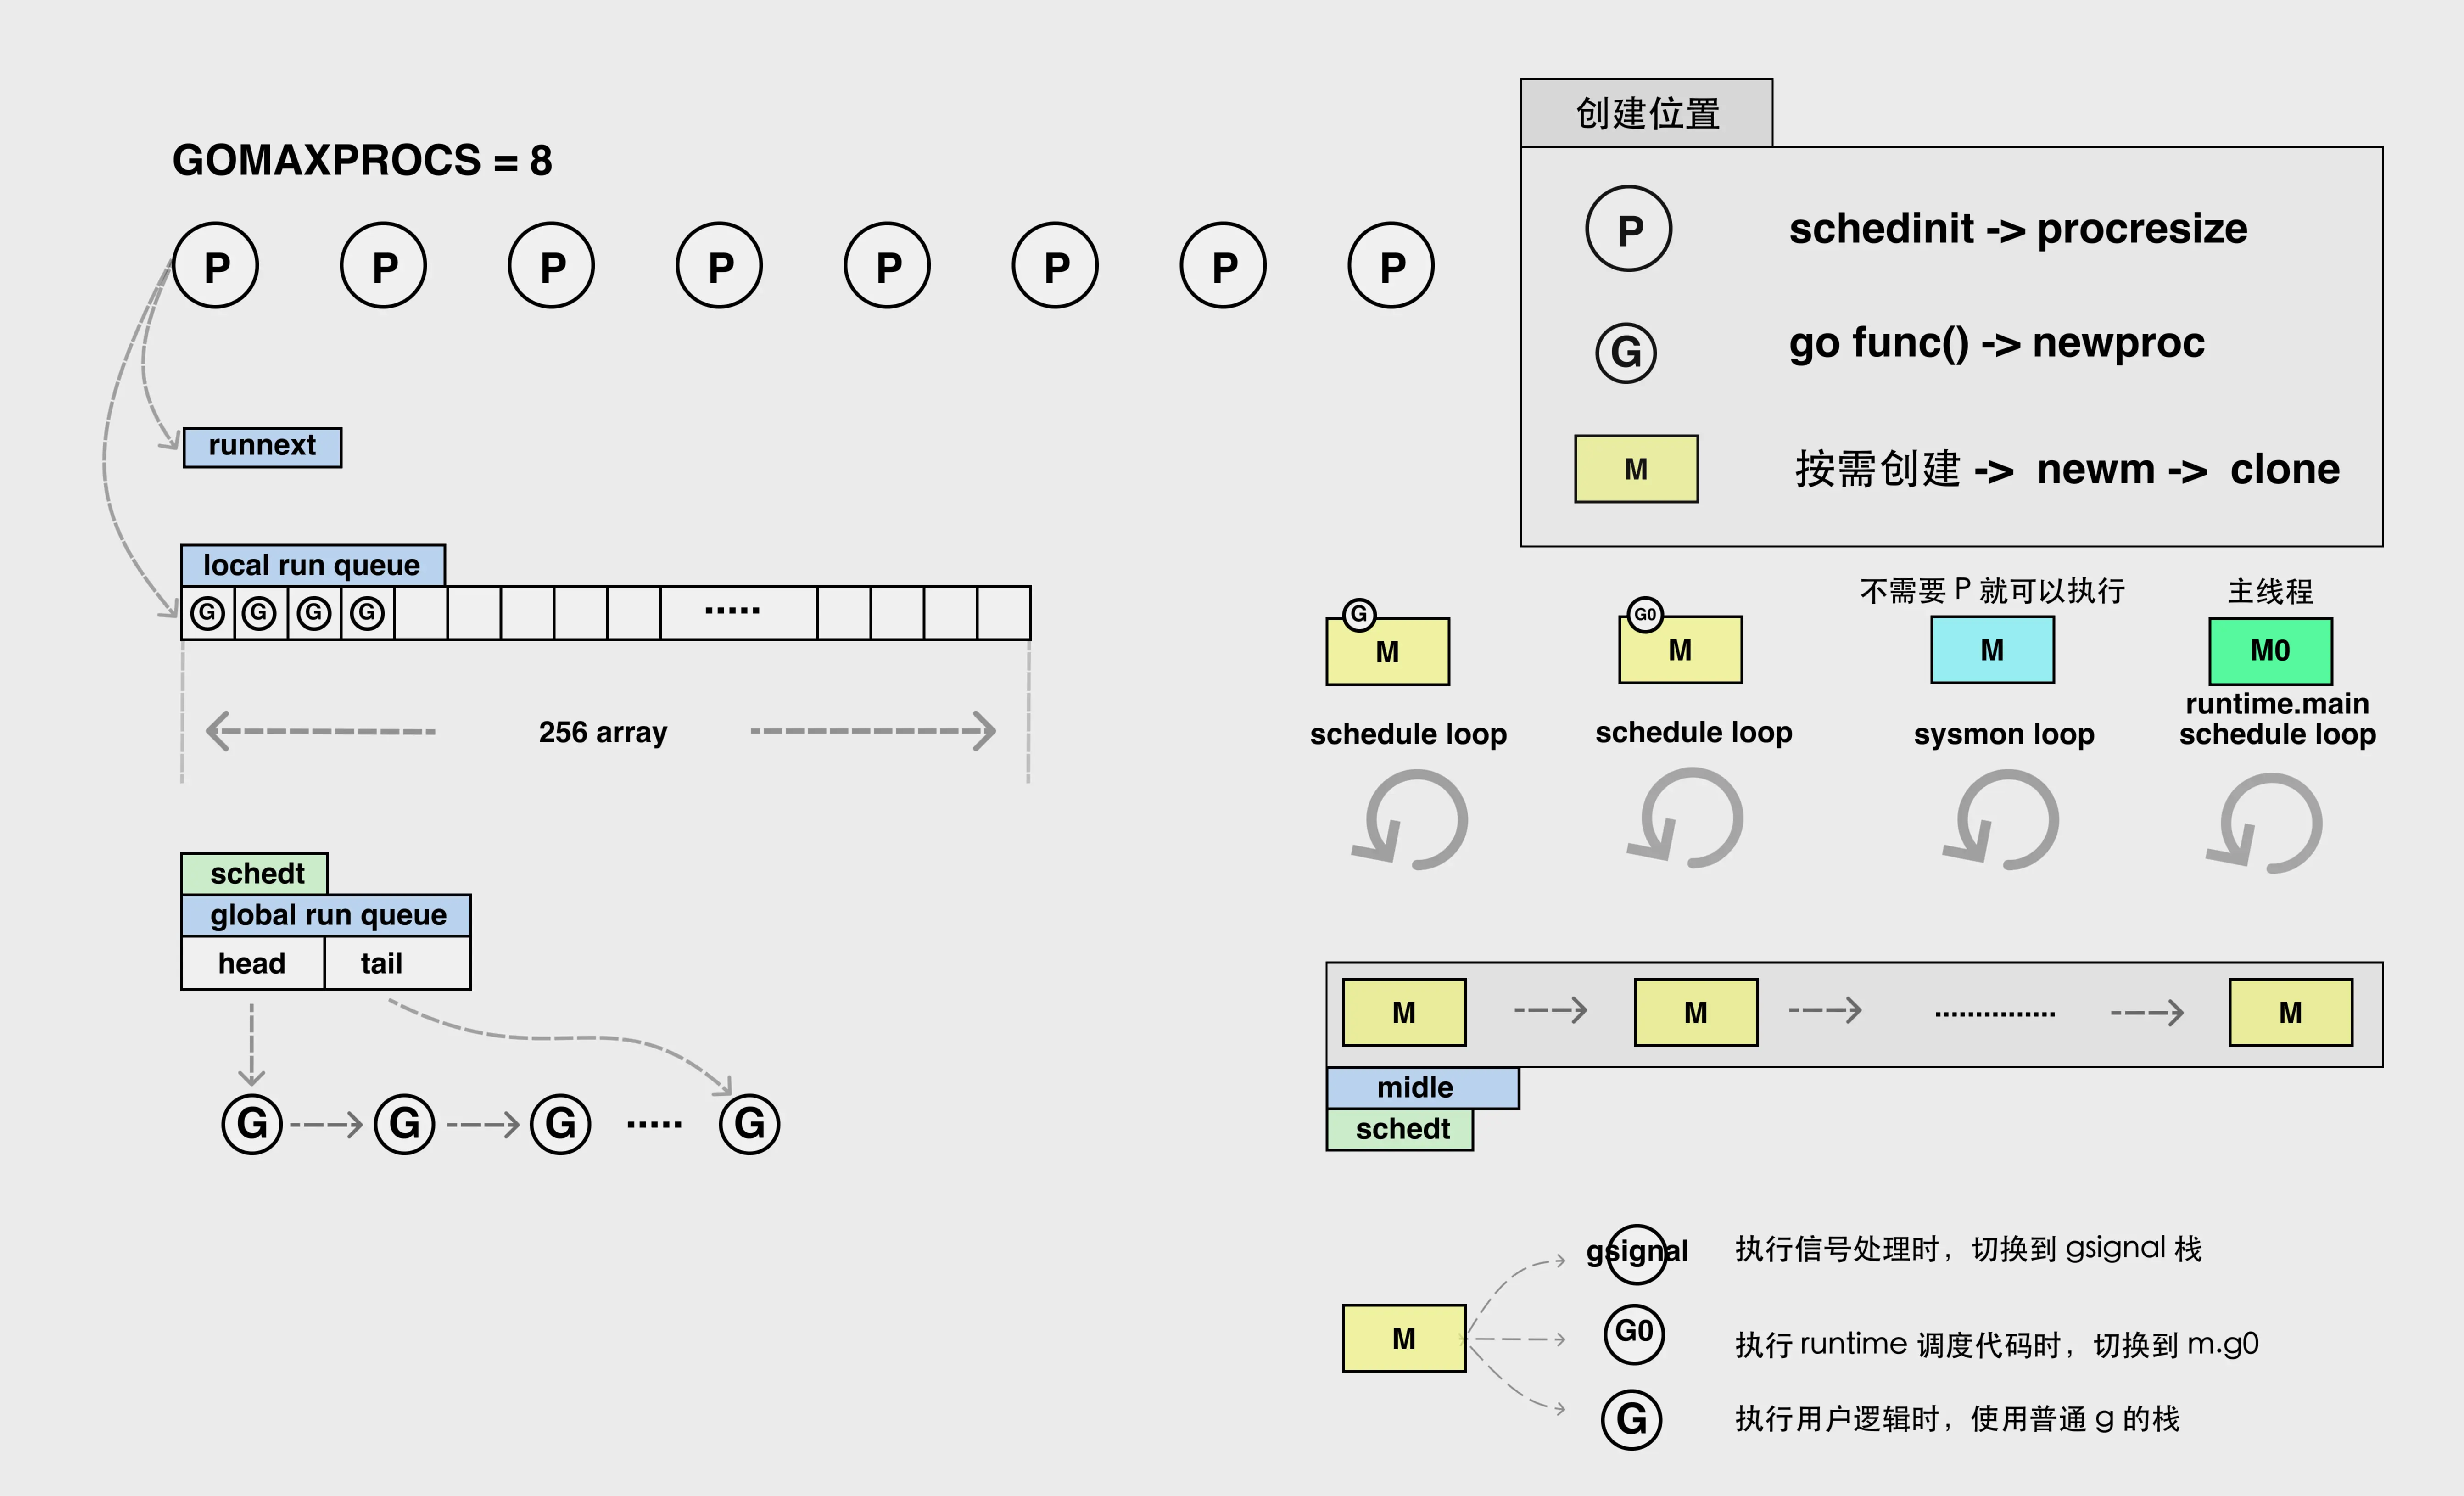 GOMAXPROCS = 8
P P P P P P P P
runnext
local run queue
G G G G .....
256 array
schedt
global run queue
head tail
G G G ..... G
创建位置
P schedinit -> procresize
G go func() -> newproc
M 按需创建 -> newm -> clone
不需要 P 就可以执行 主线程
G G0
M M M M0
runtime.main
schedule loop schedule loop sysmon loop schedule loop
M M ............... M
midle
schedt
gsignal 执行信号处理时，切换到 gsignal 栈
M G0 执行 runtime 调度代码时，切换到 m.g0
G 执行用户逻辑时，使用普通 g 的栈